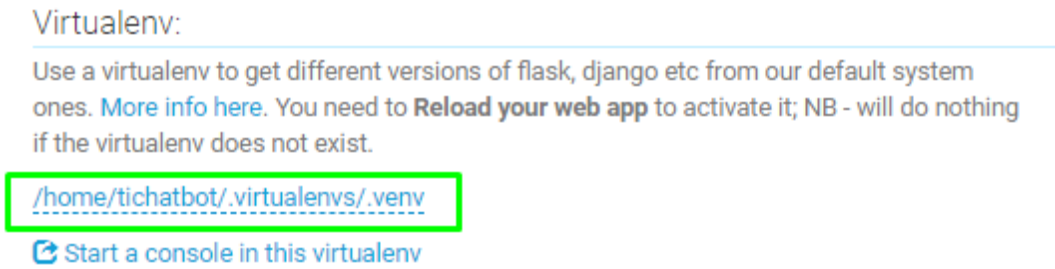 Virtualenv:
Use a virtualenv to get different versions of flask, django etc from our default system
ones. More info here. You need to Reload your web app to activate it; NB - will do nothing
if the virtualenv does not exist.
/home/tichatbot/.virtualenvs/.venv
Start a console in this virtualenv